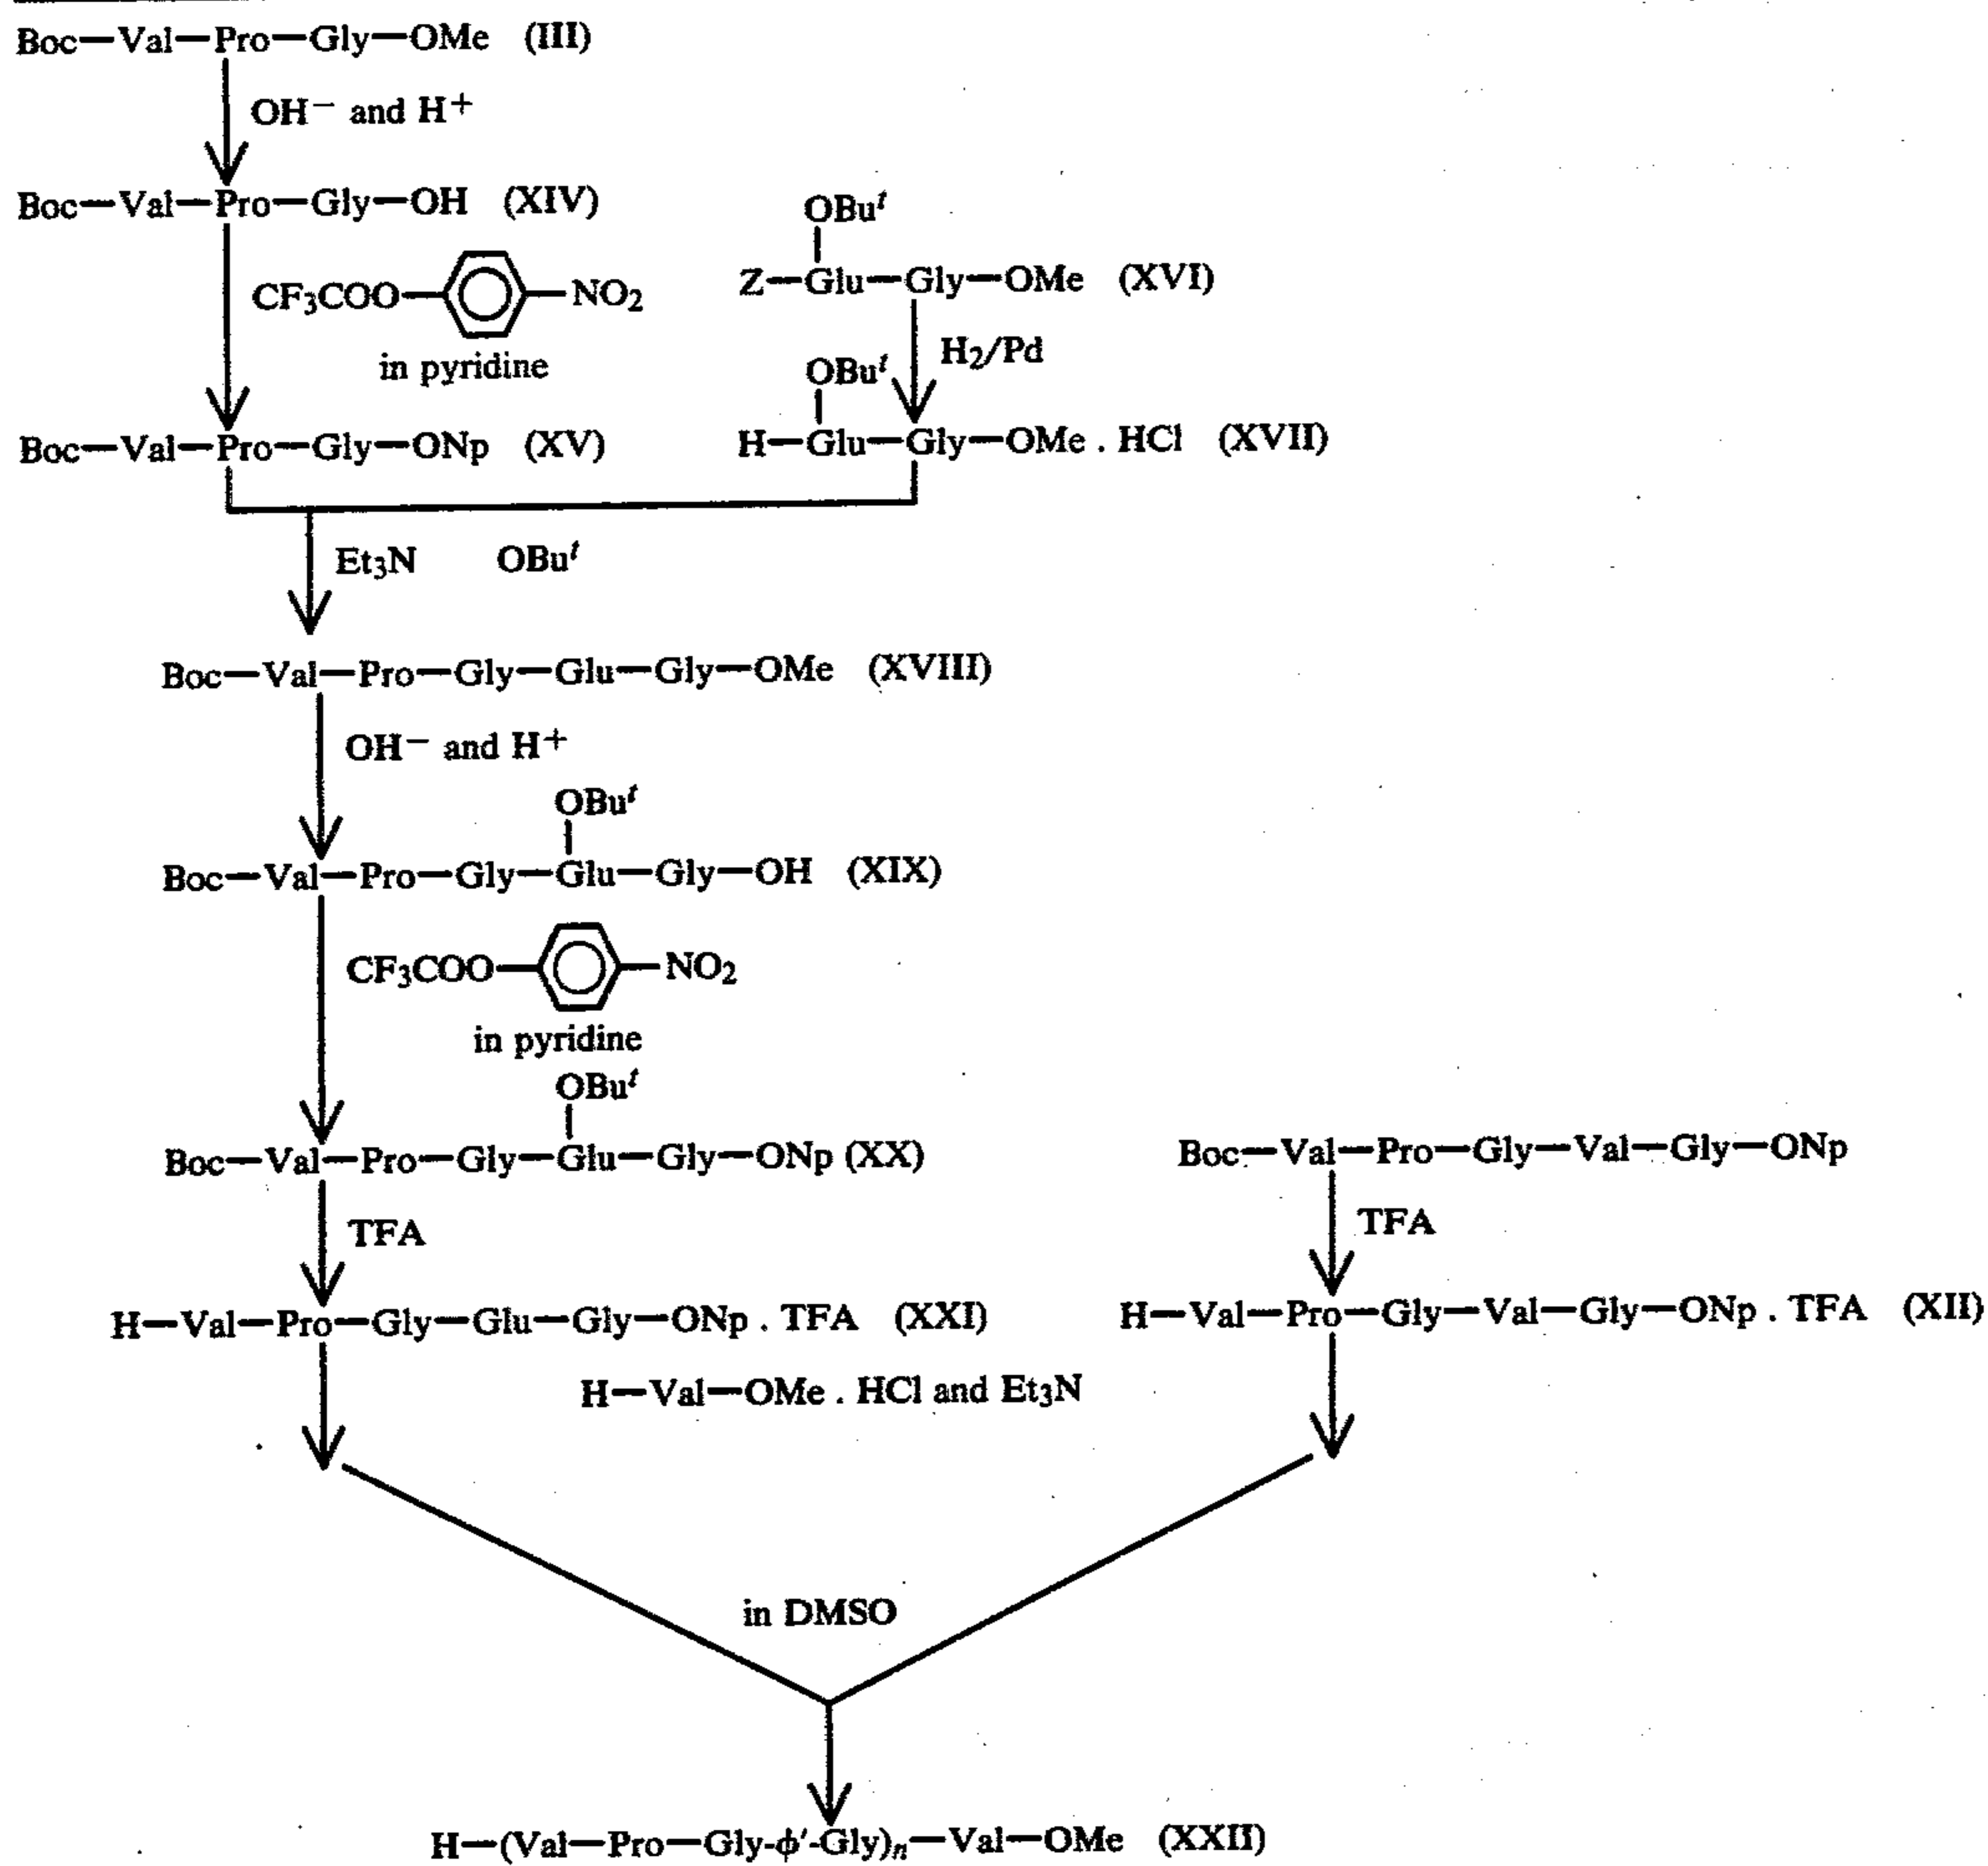 Boc—Val—Pro—Gly—OMe (III)
OH− and H+
Boc—Val—Pro—Gly—OH (XIV)
OBuᵗ
CF3COO— —NO2
in pyridine
Z—Glu—Gly—OMe (XVI)
H2/Pd
OBuᵗ
Boc—Val—Pro—Gly—ONp (XV)
H—Glu—Gly—OMe . HCl (XVII)
Et3N OBuᵗ
Boc—Val—Pro—Gly—Glu—Gly—OMe (XVIII)
OH− and H+
OBuᵗ
Boc—Val—Pro—Gly—Glu—Gly—OH (XIX)
CF3COO— —NO2
in pyridine
OBuᵗ
Boc—Val—Pro—Gly—Glu—Gly—ONp (XX)
Boc—Val—Pro—Gly—Val—Gly—ONp
TFA
TFA
H—Val—Pro—Gly—Glu—Gly—ONp . TFA (XXI)
H—Val—Pro—Gly—Val—Gly—ONp . TFA (XII)
H—Val—OMe . HCl and Et3N
in DMSO
H—(Val—Pro—Gly-ϕ′-Gly)n—Val—OMe (XXII)